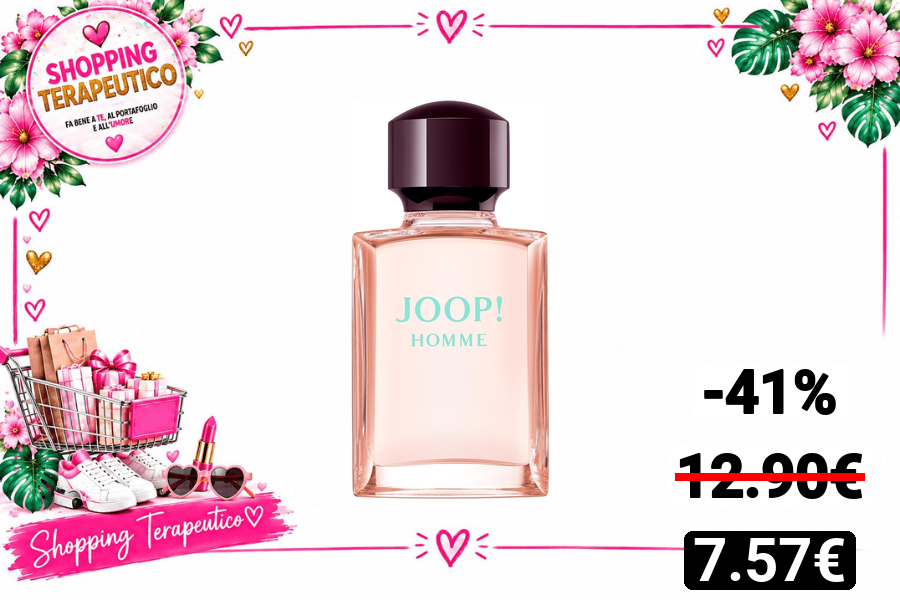 SHOPPING
TERAPEUTICO
FA BENE A TE, AL PORTAFOGLIO
E ALL'UMORE
JOOP!
HOMME
-41%
12.90€
7.57€
Shopping Terapeutico